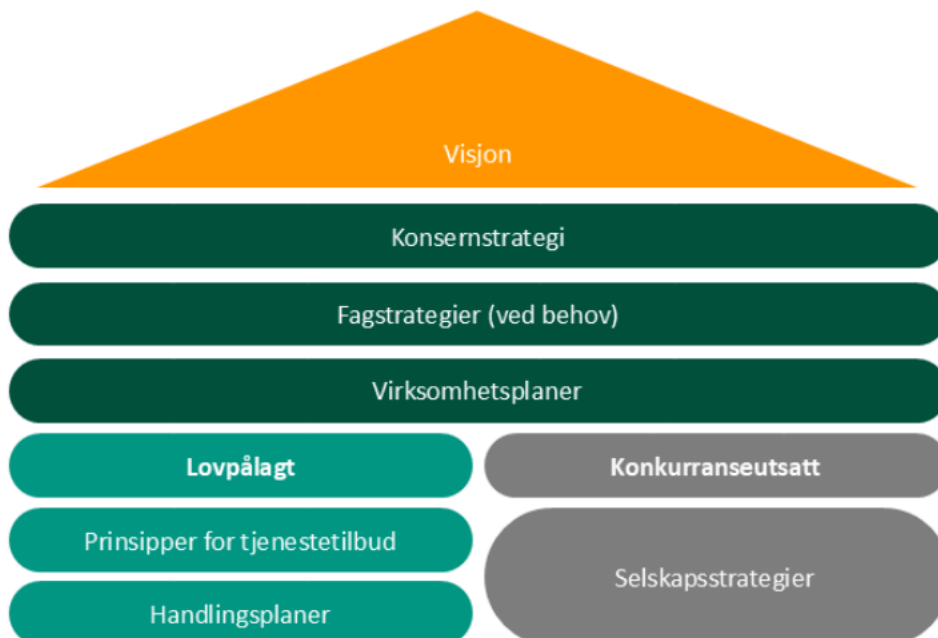 Visjon
Konsernstrategi
Fagstrategier (ved behov)
Virksomhetsplaner
Lovpålagt
Konkurranseutsatt
Prinsipper for tjenestetilbud
Selskapsstrategier
Handlingsplaner